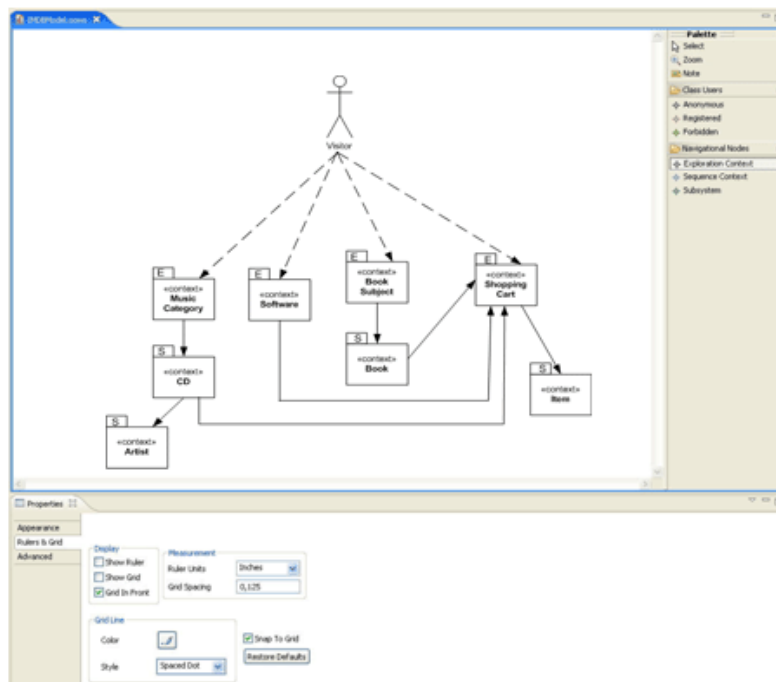 IMDBModel.oows
Palette
Select
Zoom
Note
Class Users
Anonymous
Registered
Forbidden
Navigational Nodes
Exploration Context
Sequence Context
Subsystem
Visitor
E
«context»
Music
Category
E
«context»
Software
E
«context»
Book
Subject
E
«context»
Shopping
Cart
S
«context»
CD
S
«context»
Book
S
«context»
Item
S
«context»
Artist
Properties
Appearance
Rulers & Grid
Advanced
Display
Show Ruler
Show Grid
Grid In Front
Measurement
Ruler Units
Inches
Grid Spacing
0,125
Grid Line
Color
Style
Spaced Dot
Snap To Grid
Restore Defaults